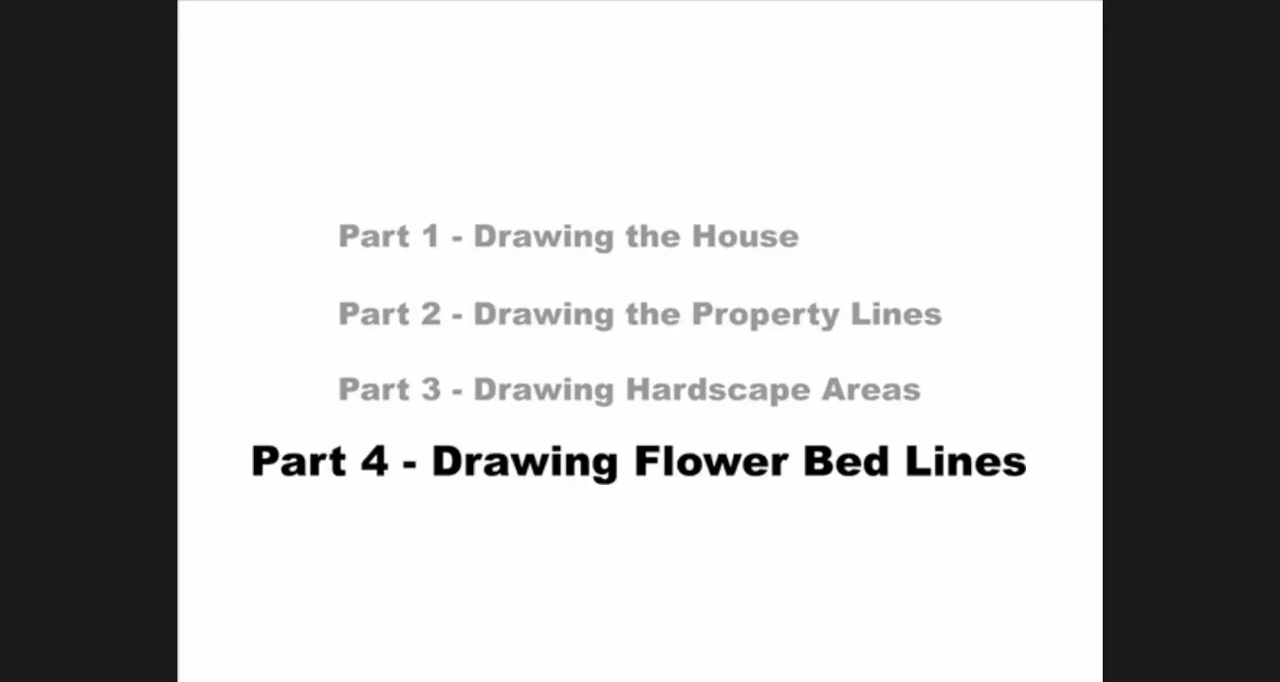 Part 1 - Drawing the House
Part 2 - Drawing the Property Lines
Part 3 - Drawing Hardscape Areas
Part 4 - Drawing Flower Bed Lines